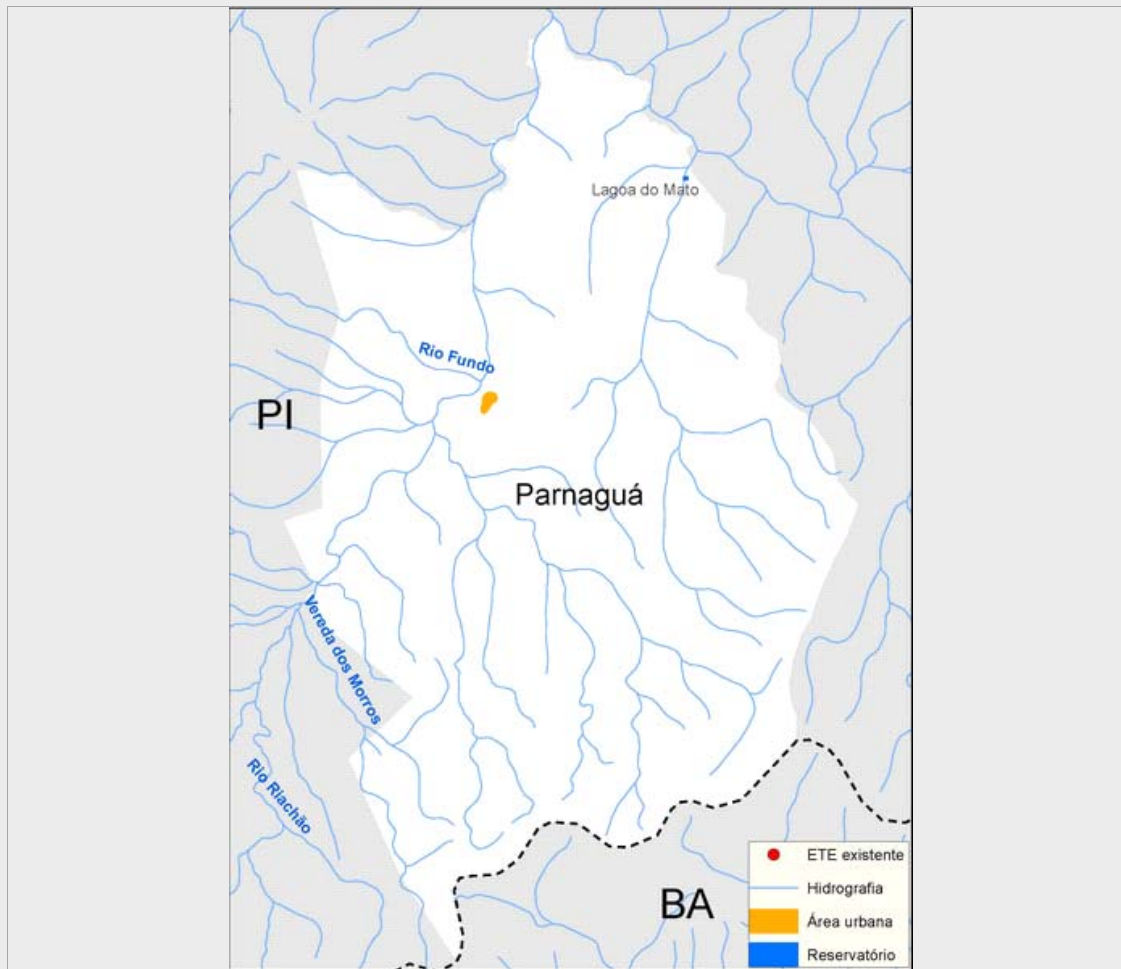 Lagoa do Mato
Rio Fundo
PI
Parnaguá
Vereda dos Morros
Rio Riachão
BA
ETE existente
Hidrografia
Área urbana
Reservatório